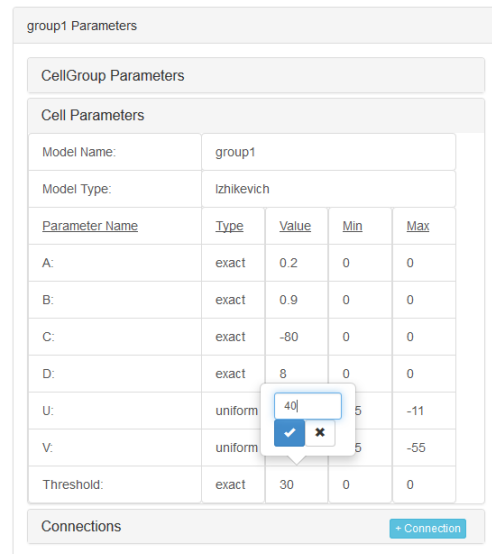 group1 Parameters
CellGroup Parameters
Cell Parameters
Model Name: group1
Model Type: Izhikevich
Parameter Name Type Value Min Max
A: exact 0.2 0 0
B: exact 0.9 0 0
C: exact -80 0 0
D: exact 8 0 0
40
U: uniform 5 -11
V: uniform 5 -55
Threshold: exact 30 0 0
Connections + Connection